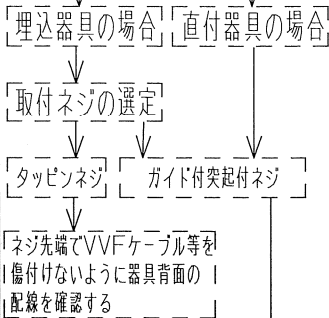 埋込器具の場合
直付器具の場合
取付ネジの選定
タッピンネジ
ガイド付突起付ネジ
ネジ先端でVVFケーブル等を
傷付けないように器具背面の
配線を確認する